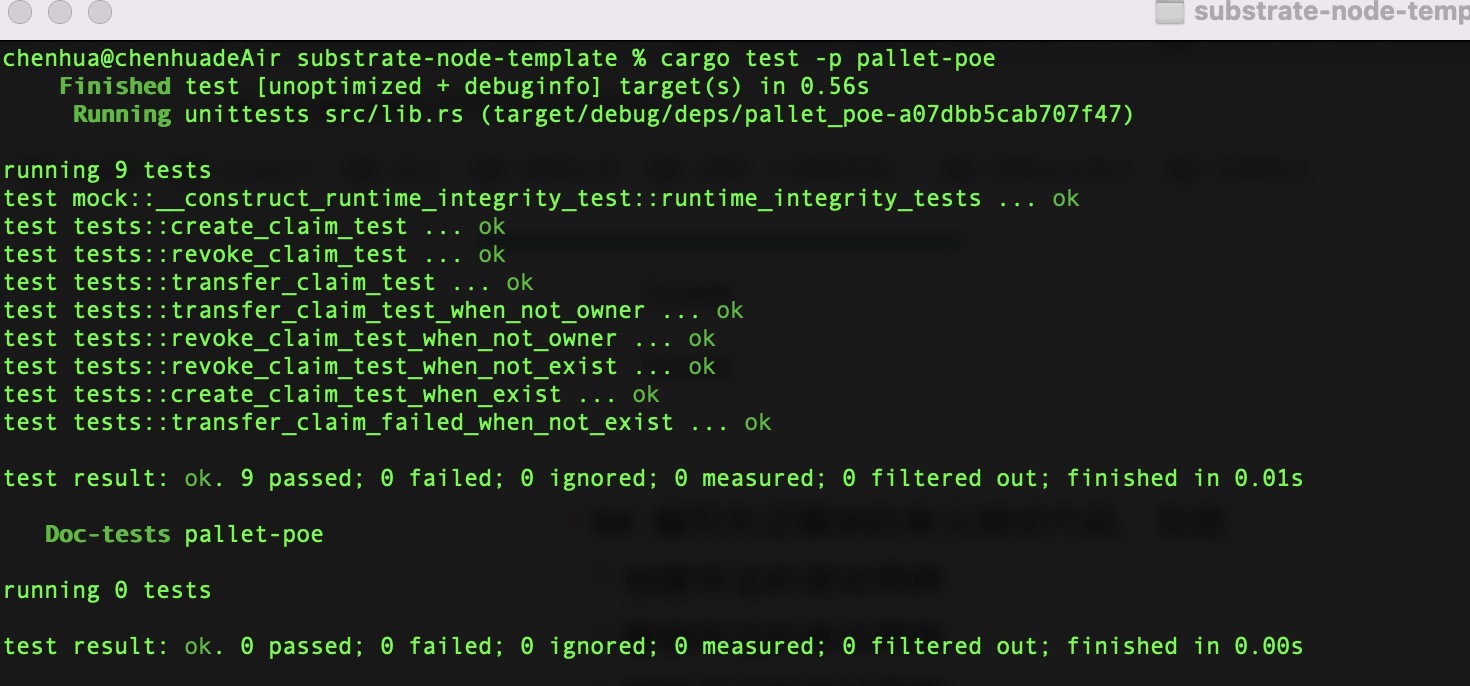 substrate-node-temp
chenhua@chenhuadeAir substrate-node-template % cargo test -p pallet-poe
Finished test [unoptimized + debuginfo] target(s) in 0.56s
Running unittests src/lib.rs (target/debug/deps/pallet_poe-a07dbb5cab707f47)
running 9 tests
test mock::__construct_runtime_integrity_test::runtime_integrity_tests ... ok
test tests::create_claim_test ... ok
test tests::revoke_claim_test ... ok
test tests::transfer_claim_test ... ok
test tests::transfer_claim_test_when_not_owner ... ok
test tests::revoke_claim_test_when_not_owner ... ok
test tests::revoke_claim_test_when_not_exist ... ok
test tests::create_claim_test_when_exist ... ok
test tests::transfer_claim_failed_when_not_exist ... ok
test result: ok. 9 passed; 0 failed; 0 ignored; 0 measured; 0 filtered out; finished in 0.01s
Doc-tests pallet-poe
running 0 tests
test result: ok. 0 passed; 0 failed; 0 ignored; 0 measured; 0 filtered out; finished in 0.00s